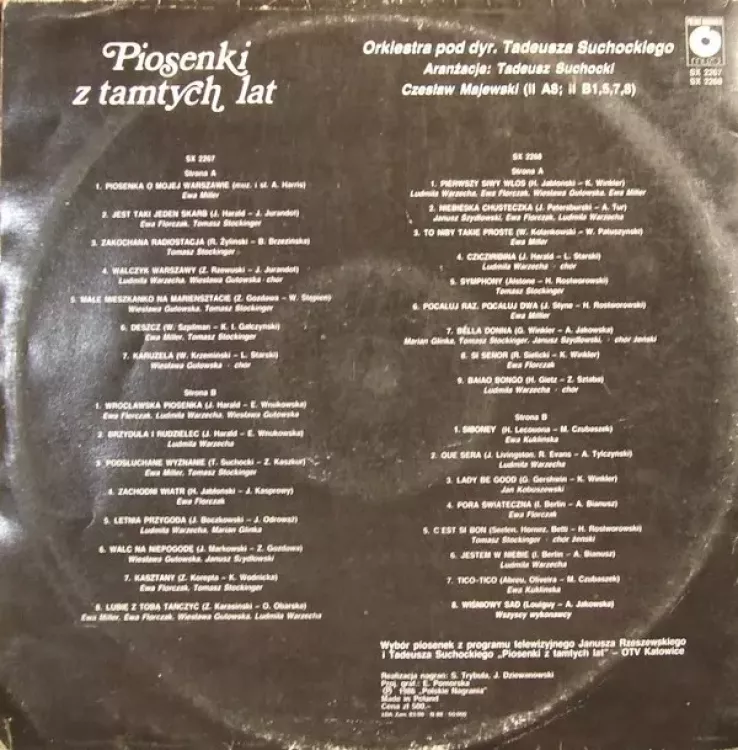 Piosenki
z tamtych lat
Orkiestra pod dyr. Tadeusza Suchockiego
Aranżacje: Tadeusz Suchocki
Czesław Majewski (II A8; II B1,5,7,8)
muza
SX 2267
SX 2268
SX 2267
Strona A
1. PIOSENKA O MOJEJ WARSZAWIE (muz. i sł. A. Harris)
Ewa Miller
2. JEST TAKI JEDEN SKARB (J. Harald – J. Jurandot)
Ewa Florczak, Tomasz Stockinger
3. ZAKOCHANA RADIOSTACJA (R. Żyliński – B. Brzezińska)
Tomasz Stockinger
4. WALCZYK WARSZAWY (Z. Rzewuski – J. Jurandot)
Ludmiła Warzecha, Wiesława Gutowska - chór
5. MAŁE MIESZKANKO NA MARIENSZTACIE (Z. Gozdawa – W. Stępień)
Wiesława Gutowska, Tomasz Stockinger
6. DESZCZ (W. Szpilman – K. I. Gałczyński)
Ewa Miller, Tomasz Stockinger
7. KARUZELA (W. Krzemiński – L. Starski)
Wiesława Gutowska - chór
Strona B
1. WROCŁAWSKA PIOSENKA (J. Harald – E. Wnukowska)
Ewa Florczak, Ludmiła Warzecha, Wiesława Gutowska
2. BRZYDULA I RUDZIELEC (J. Harald – E. Wnukowska)
Ludmiła Warzecha
3. PODSŁUCHANE WYZNANIE (T. Suchocki – Z. Kaszkur)
Ewa Miller, Tomasz Stockinger
4. ZACHODNI WIATR (H. Jabłoński – J. Kasprowy)
Ewa Florczak
5. LETNIA PRZYGODA (J. Boczkowski – J. Odrowąż)
Ludmiła Warzecha, Marian Glinka
6. WALC NA NIEPOGODĘ (J. Markowski – Z. Gozdawa)
Wiesława Gutowska, Janusz Szydłowski
7. KASZTANY (Z. Korepta – K. Wodnicka)
Ewa Florczak, Tomasz Stockinger
8. LUBIĘ Z TOBĄ TAŃCZYĆ (Z. Karasiński – O. Obarska)
Ewa Miller, Ewa Florczak, Wiesława Gutowska, Ludmiła Warzecha
SX 2268
Strona A
1. PIERWSZY SIWY WŁOS (H. Jabłoński – K. Winkler)
Ludmiła Warzecha, Ewa Florczak, Wiesława Gutowska, Ewa Miller
2. NIEBIESKA CHUSTECZKA (J. Petersburski – A. Tur)
Janusz Szydłowski, Ewa Florczak, Ludmiła Warzecha
3. TO NIBY TAKIE PROSTE (W. Kolankowski – W. Patuszyński)
Ewa Miller
4. CZICZIRIBINA (J. Harald – L. Starski)
Ludmiła Warzecha - chór
5. SYMPHONY (Alstone – H. Rostworowski)
Tomasz Stockinger
6. POCAŁUJ RAZ, POCAŁUJ DWA (J. Styne – H. Rostworowski)
Ewa Miller
7. BELLA DONNA (G. Winkler – A. Jakowska)
Marian Glinka, Tomasz Stockinger, Janusz Szydłowski, - chór żeński
8. SI SEÑOR (R. Sielicki – K. Winkler)
Ewa Florczak
9. BAIAO BONGO (H. Gietz – Z. Sztaba)
Ludmiła Warzecha - chór
Strona B
1. SIBONEY (H. Lecouona – M. Czubaszek)
Ewa Kuklińska
2. QUE SERA (J. Livingston, R. Evans – A. Tylczyński)
Ludmiła Warzecha
3. LADY BE GOOD (G. Gershwin – K. Winkler)
Jan Kobuszewski
4. PORA ŚWIĄTECZNA (I. Berlin – A. Bianusz)
Ewa Florczak
5. C'EST SI BON (Seelen, Hornez, Betti – H. Rostworowski)
Tomasz Stockinger - chór żeński
6. JESTEM W NIEBIE (I. Berlin – A. Bianusz)
Ludmiła Warzecha
7. TICO-TICO (Abreu, Oliveira – M. Czubaszek)
Ewa Kuklińska
8. WIŚNIOWY SAD (Louiguy – A. Jakowska)
Wszyscy wykonawcy
Wybór piosenek z programu telewizyjnego Janusza Rzeszewskiego
i Tadeusza Suchockiego „Piosenki z tamtych lat” – OTV Katowice
Realizacja nagrań: S. Trybuła, J. Dziewanowski
Proj. graf.: E. Pomorska
Ⓟ 1986 „Polskie Nagrania”
Made in Poland
Cena zł 500,-